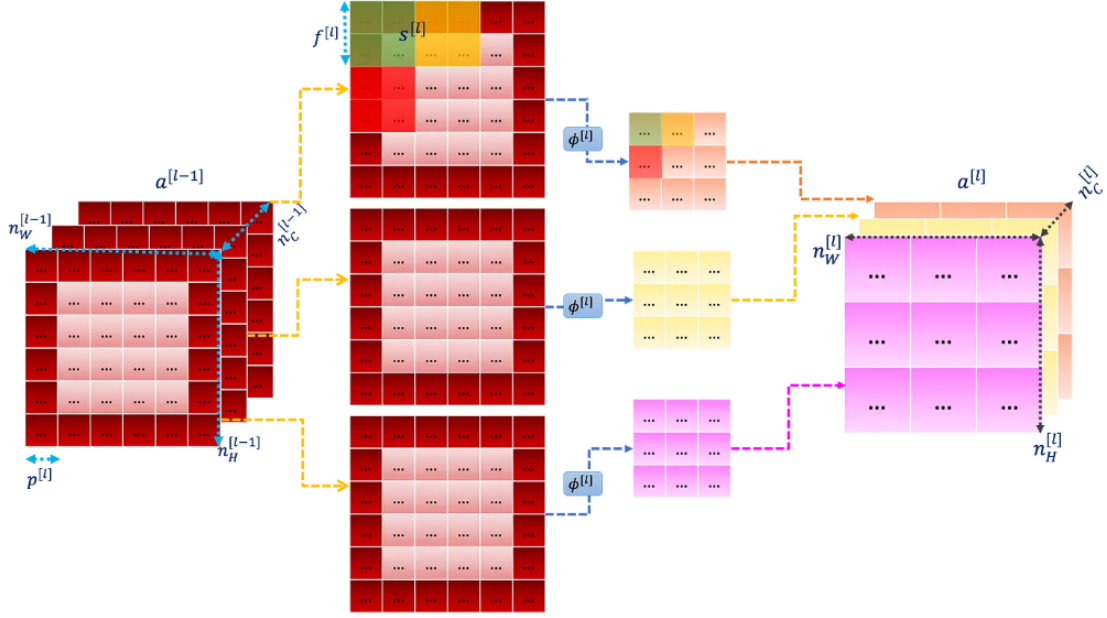 f^{[l]}
s^{[l]}
ϕ^{[l]}
a^{[l-1]}
n_W^{[l-1]}
n_C^{[l-1]}
a^{[l]}
n_C^{[l]}
n_W^{[l]}
ϕ^{[l]}
n_H^{[l-1]}
n_H^{[l]}
p^{[l]}
ϕ^{[l]}